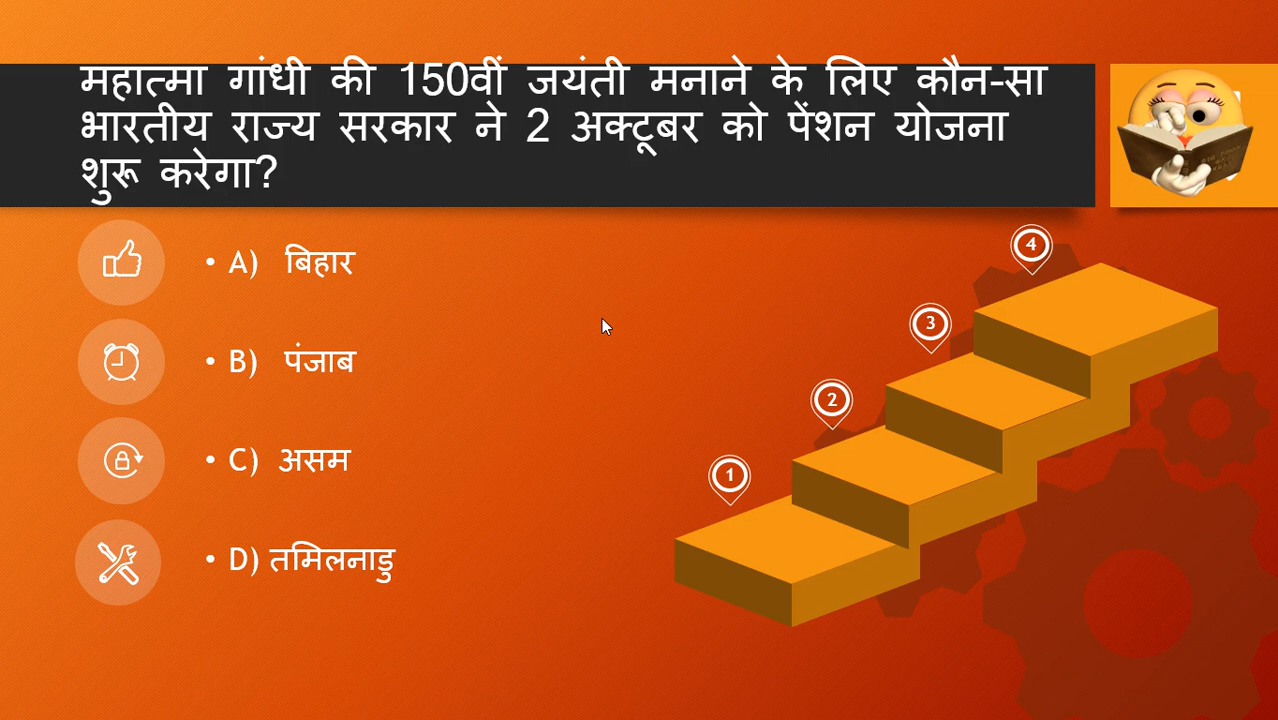 महात्मा गांधी की 150वीं जयंती मनाने के लिए कौन-सा
भारतीय राज्य सरकार ने 2 अक्टूबर को पेंशन योजना
शुरू करेगा?
• A) बिहार
• B) पंजाब
• C) असम
• D) तमिलनाडु
4
3
2
1